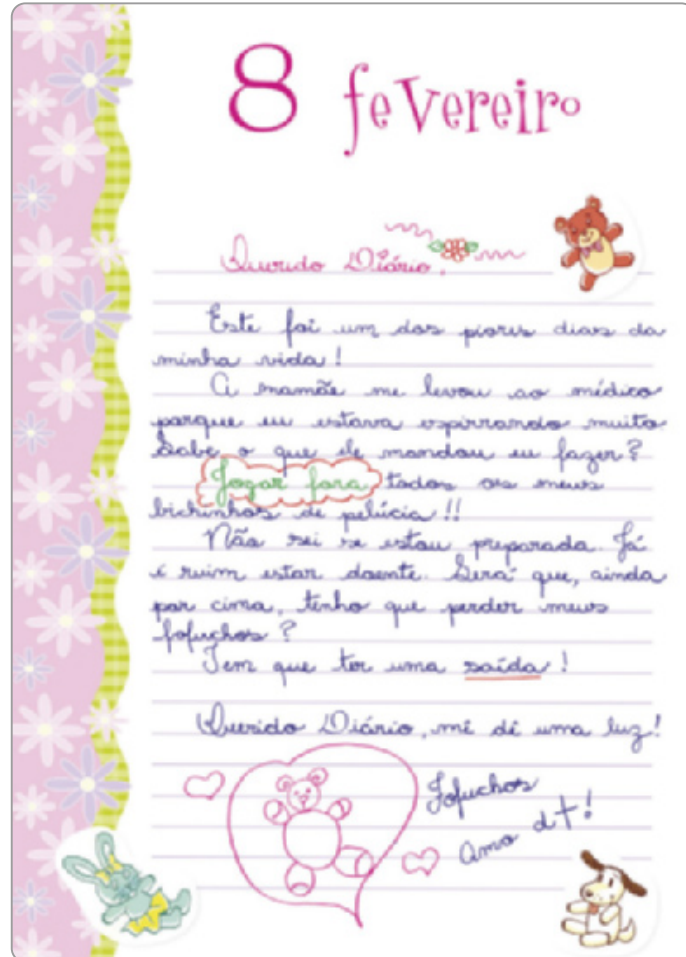 8 fevereiro
Querido Diário,
Este foi um dos piores dias da
minha vida!
A mamãe me levou ao médico
porque eu estava espirrando muito.
Sabe o que ele mandou eu fazer?
Jogar fora todos os meus
bichinhos de pelúcia!!
Não sei se estou preparada. Já
é ruim estar doente. Será que, ainda
por cima, tenho que perder meus
fofuchos?
Tem que ter uma saída!
Querido Diário, me dê uma luz!
Fofuchos
amo d+!